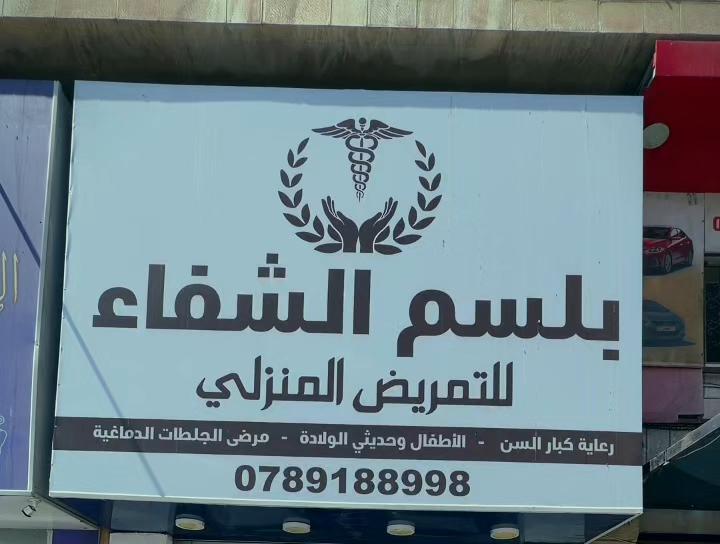 بلسم الشفاء
للتمريض المنزلي
رعاية كبار السن - الأطفال وحديثي الولادة - مرضى الجلطات الدماغية
0789188998